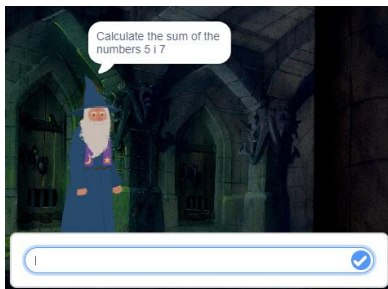 Calculate the sum of the
numbers 5 i 7